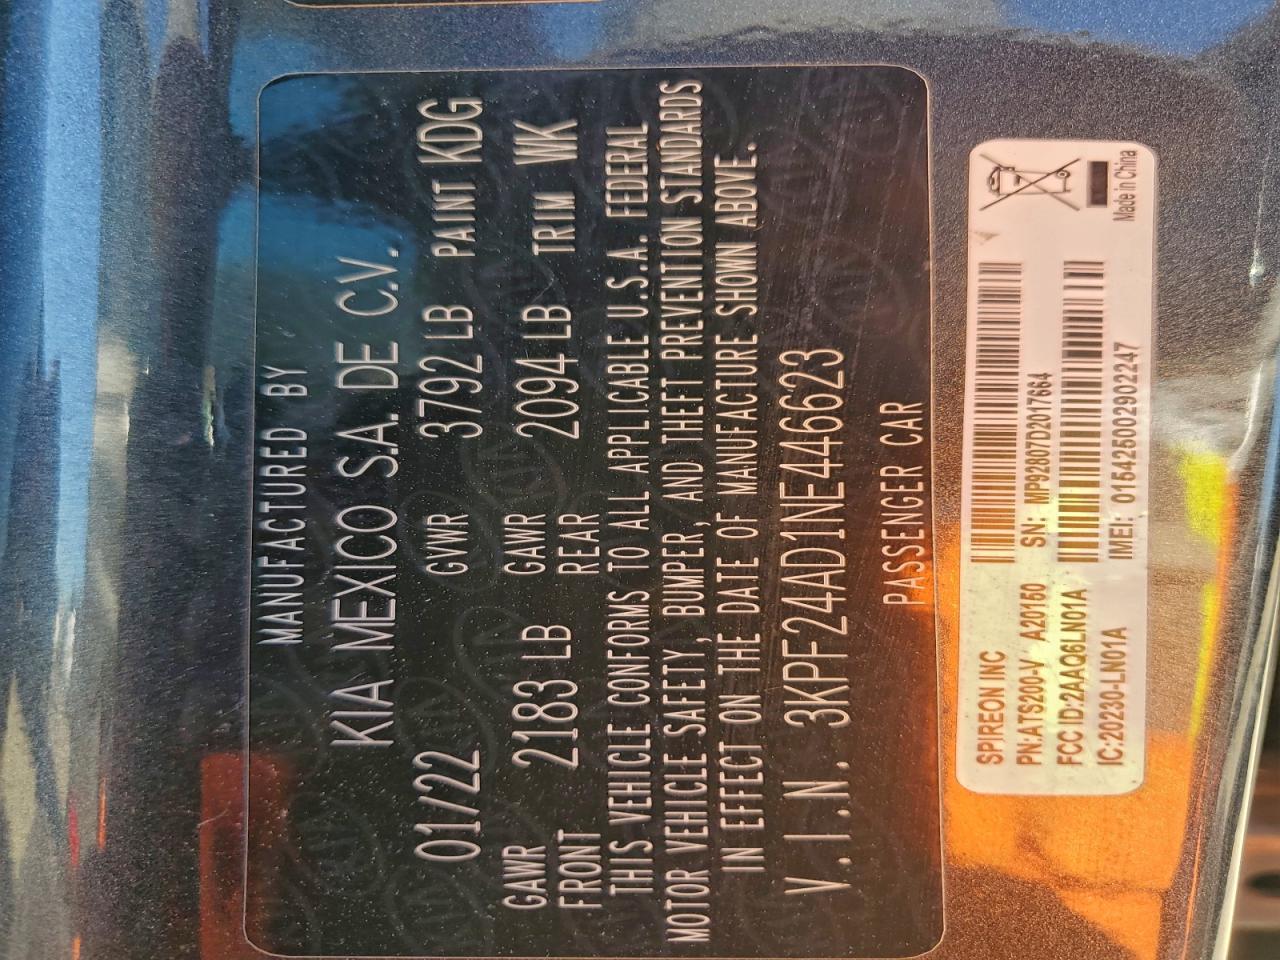 MANUFACTURED BY
KIA MEXICO S.A. DE C.V.
01/22 GVWR 3792 LB PAINT KDG
GAWR FRONT 2183 LB GAWR REAR 2094 LB TRIM WK
THIS VEHICLE CONFORMS TO ALL APPLICABLE U.S.A. FEDERAL
MOTOR VEHICLE SAFETY, BUMPER, AND THEFT PREVENTION STANDARDS
IN EFFECT ON THE DATE OF MANUFACTURE SHOWN ABOVE.
V.I.N. 3KPF24AD1NE446623
PASSENGER CAR
SPIREON INC
PN:ATS200-V A20160 SN: MP92807D2017664
FCC ID:2AAQ6LN01A
IC:20230-LN01A IMEI: 015426002902247
Made in China